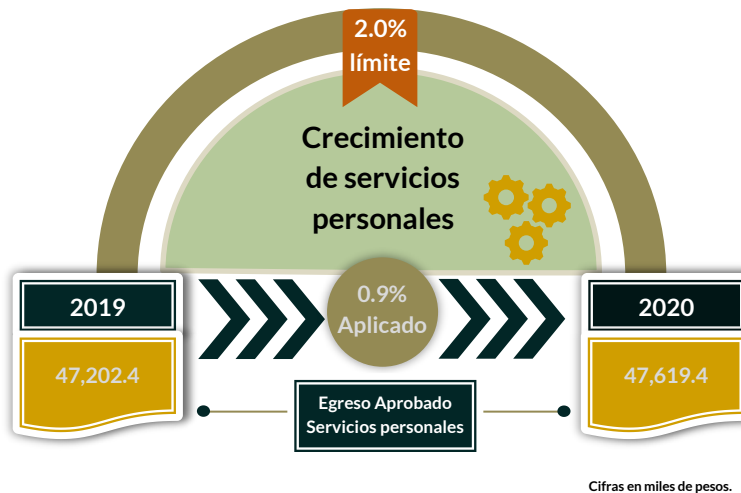 2.0%
límite
Crecimiento
de servicios
personales
2019
0.9%
Aplicado
2020
47,202.4
47,619.4
Egreso Aprobado
Servicios personales
Cifras en miles de pesos.